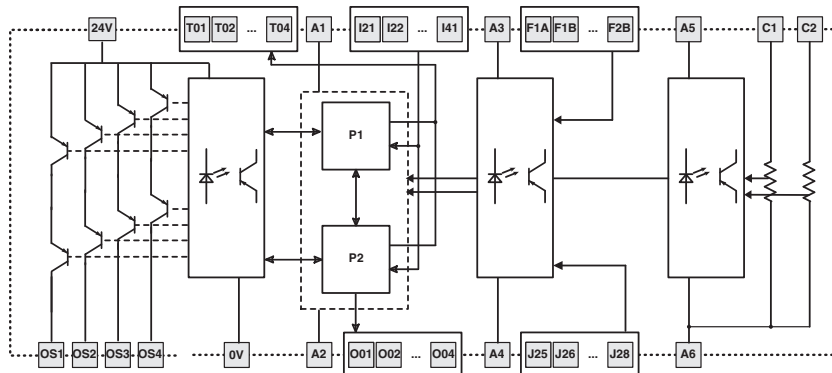 24V T01 T02 ... T04 A1 I21 I22 ... I41 A3 F1A F1B ... F2B A5 C1 C2
P1
P2
OS1 OS2 OS3 OS4 0V A2 O01 O02 ... O04 A4 J25 J26 ... J28 A6